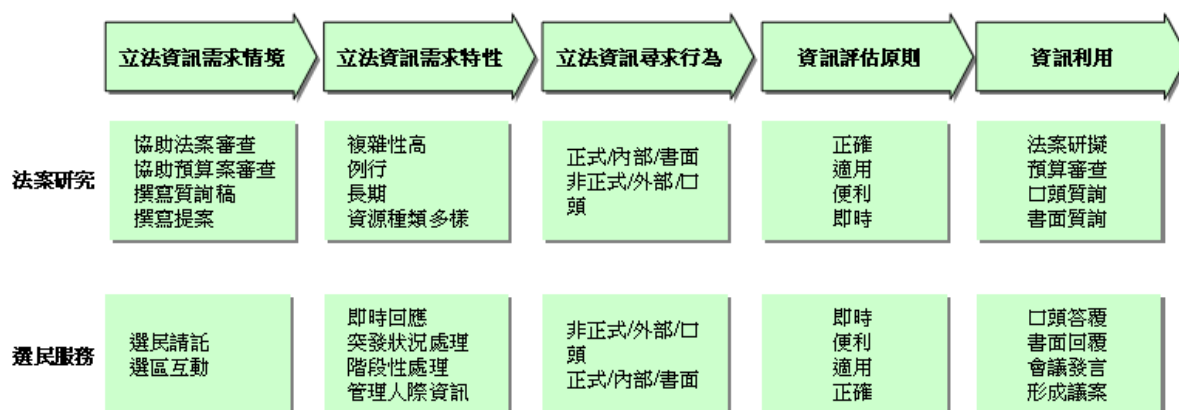 立法資訊需求情境
立法資訊需求特性
立法資訊尋求行為
資訊評估原則
資訊利用
法案研究
協助法案審查
協助預算案審查
撰寫質詢稿
撰寫提案
複雜性高
例行
長期
資源種類多樣
正式/內部/書面
非正式/外部/口
頭
正確
適用
便利
即時
法案研擬
預算審查
口頭質詢
書面質詢
選民服務
選民請託
選區互動
即時回應
突發狀況處理
階段性處理
管理人際資訊
非正式/外部/口
頭
正式/內部/書面
即時
便利
適用
正確
口頭答覆
書面回覆
會議發言
形成議案